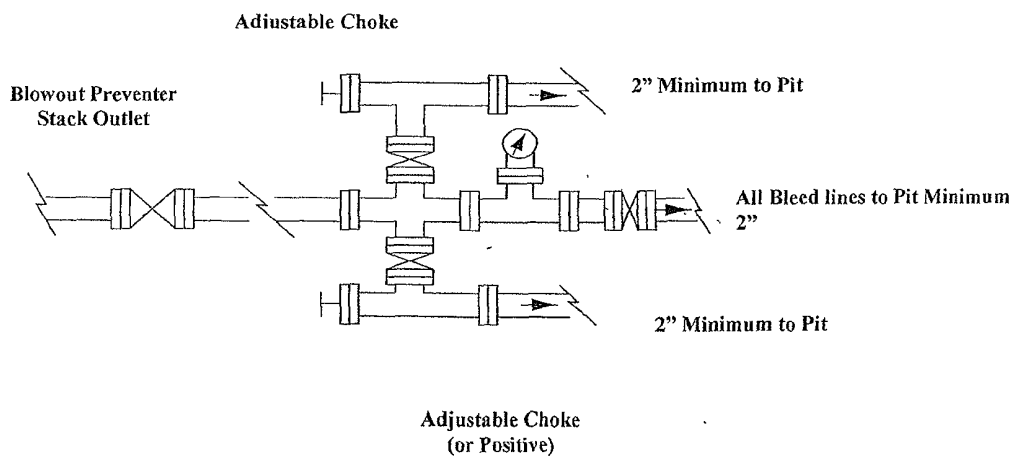 Adjustable Choke
Blowout Preventer
Stack Outlet
2” Minimum to Pit
All Bleed lines to Pit Minimum
2”
2” Minimum to Pit
Adjustable Choke
(or Positive)